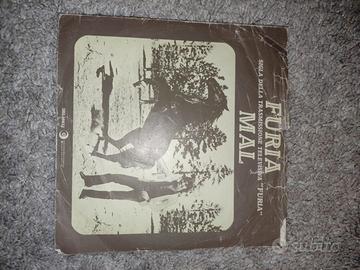 FURIA
SIGLA DELLA TRASMISSIONE TELEVISIVA "FURIA"
MAL
subito